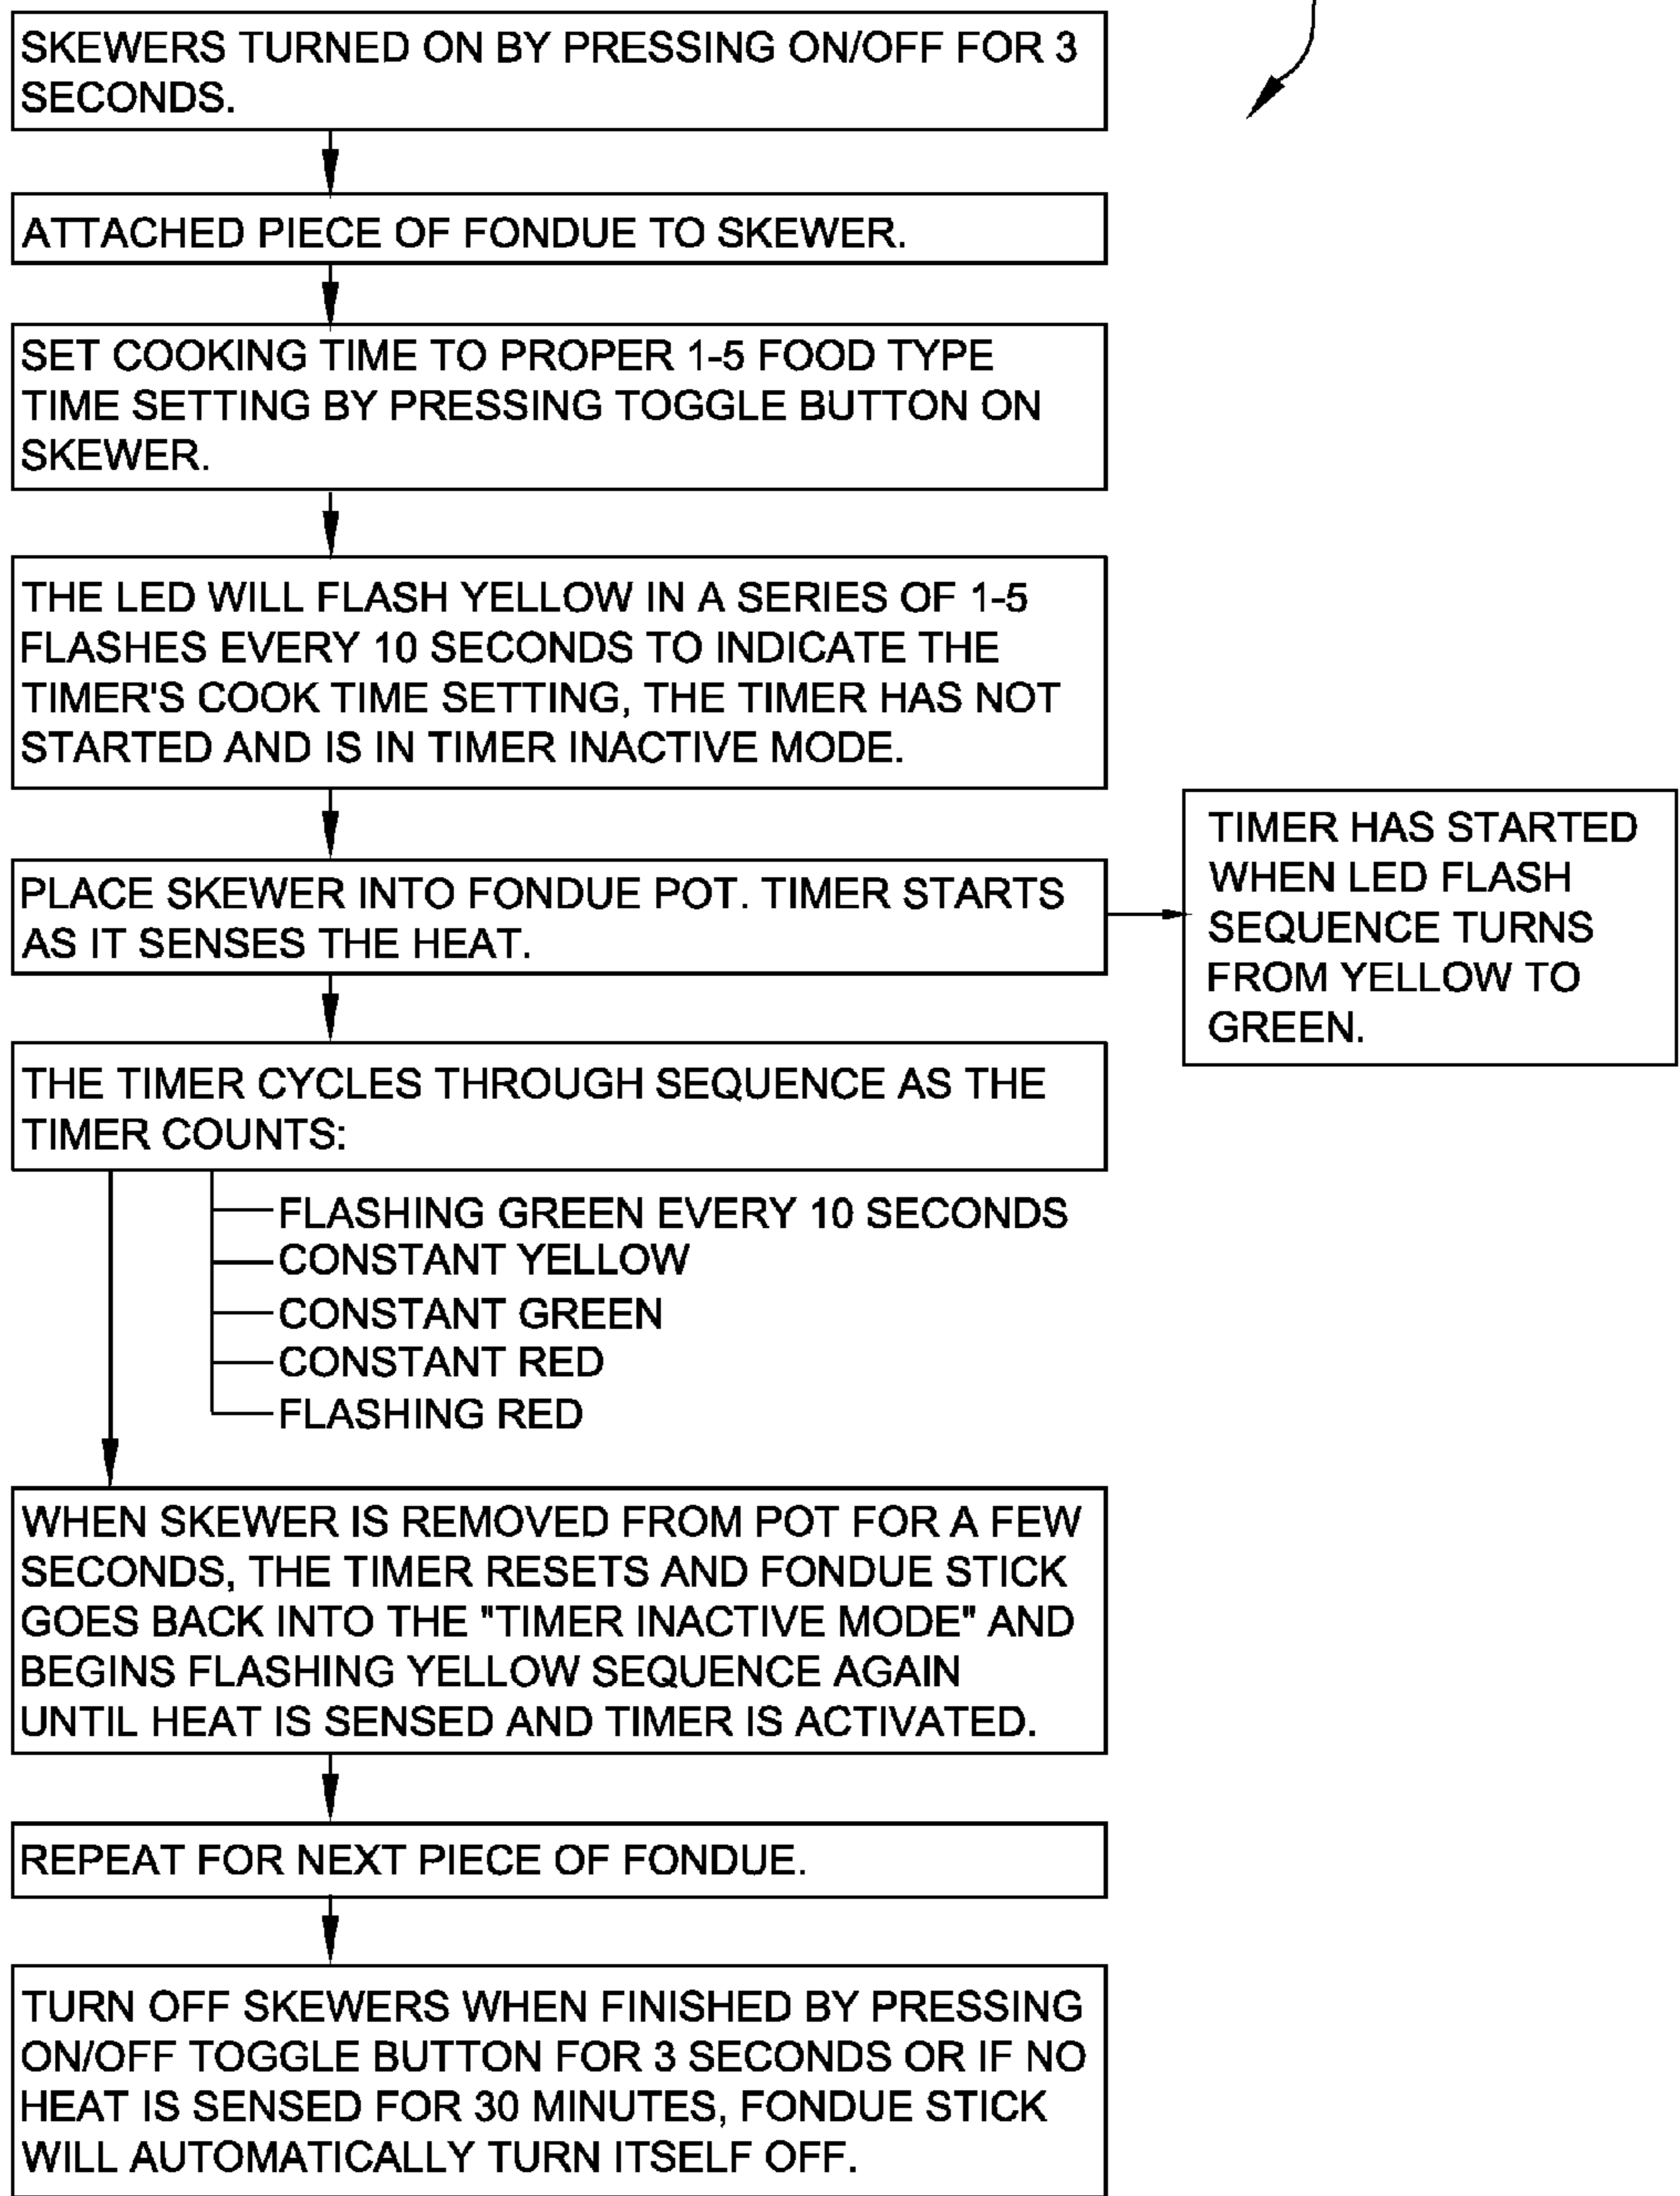 SKEWERS TURNED ON BY PRESSING ON/OFF FOR 3
SECONDS.
ATTACHED PIECE OF FONDUE TO SKEWER.
SET COOKING TIME TO PROPER 1-5 FOOD TYPE
TIME SETTING BY PRESSING TOGGLE BUTTON ON
SKEWER.
THE LED WILL FLASH YELLOW IN A SERIES OF 1-5
FLASHES EVERY 10 SECONDS TO INDICATE THE
TIMER'S COOK TIME SETTING, THE TIMER HAS NOT
STARTED AND IS IN TIMER INACTIVE MODE.
PLACE SKEWER INTO FONDUE POT. TIMER STARTS
AS IT SENSES THE HEAT.
TIMER HAS STARTED
WHEN LED FLASH
SEQUENCE TURNS
FROM YELLOW TO
GREEN.
THE TIMER CYCLES THROUGH SEQUENCE AS THE
TIMER COUNTS:
FLASHING GREEN EVERY 10 SECONDS
CONSTANT YELLOW
CONSTANT GREEN
CONSTANT RED
FLASHING RED
WHEN SKEWER IS REMOVED FROM POT FOR A FEW
SECONDS, THE TIMER RESETS AND FONDUE STICK
GOES BACK INTO THE "TIMER INACTIVE MODE" AND
BEGINS FLASHING YELLOW SEQUENCE AGAIN
UNTIL HEAT IS SENSED AND TIMER IS ACTIVATED.
REPEAT FOR NEXT PIECE OF FONDUE.
TURN OFF SKEWERS WHEN FINISHED BY PRESSING
ON/OFF TOGGLE BUTTON FOR 3 SECONDS OR IF NO
HEAT IS SENSED FOR 30 MINUTES, FONDUE STICK
WILL AUTOMATICALLY TURN ITSELF OFF.